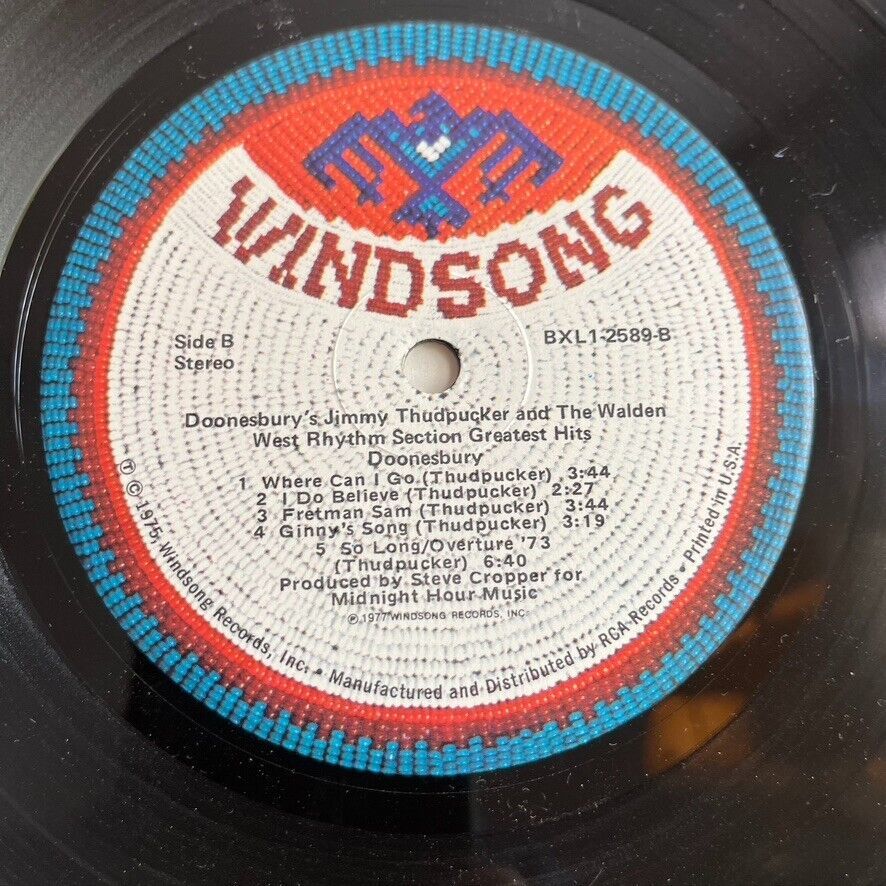 WINDSONG
Side B
Stereo
BXL1-2589-B
Doonesbury's Jimmy Thudpucker and The Walden
West Rhythm Section Greatest Hits
Doonesbury
1 Where Can I Go (Thudpucker) 3:44
2 I Do Believe (Thudpucker) 2:27
3 Fretman Sam (Thudpucker) 3:44
4 Ginny's Song (Thudpucker) 3:19
5 So Long/Overture '73
(Thudpucker) 6:40
Produced by Steve Cropper for
Midnight Hour Music
℗ 1977 WINDSONG RECORDS, INC.
TM © 1975, Windsong Records, Inc. • Manufactured and Distributed by RCA Records • Printed in U.S.A.